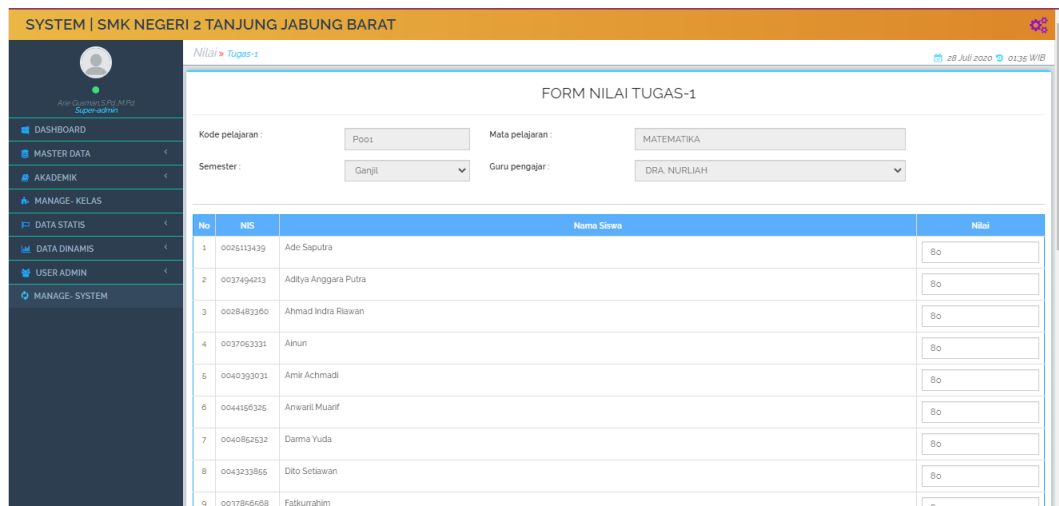 SYSTEM | SMK NEGERI 2 TANJUNG JABUNG BARAT
Nilai » Tugas-1
28 Juli 2020 01:35 WIB
Arie Gusman,S.Pd, M.Pd
Super-admin
DASHBOARD
MASTER DATA
AKADEMIK
MANAGE- KELAS
DATA STATIS
DATA DINAMIS
USER ADMIN
MANAGE- SYSTEM
FORM NILAI TUGAS-1
Kode pelajaran : P001 Mata pelajaran : MATEMATIKA
Semester : Ganjil Guru pengajar : DRA. NURLIAH
No NIS Nama Siswa Nilai
1 0025113439 Ade Saputra 80
2 0037494213 Aditya Anggara Putra 80
3 0028483360 Ahmad Indra Riawan 80
4 0037053331 Ainun 80
5 0040393031 Amir Achmadi 80
6 0044156325 Anwaril Muarif 80
7 0040852532 Darma Yuda 80
8 0043233855 Dito Setiawan 80
9 0037856568 Fatkurrahim